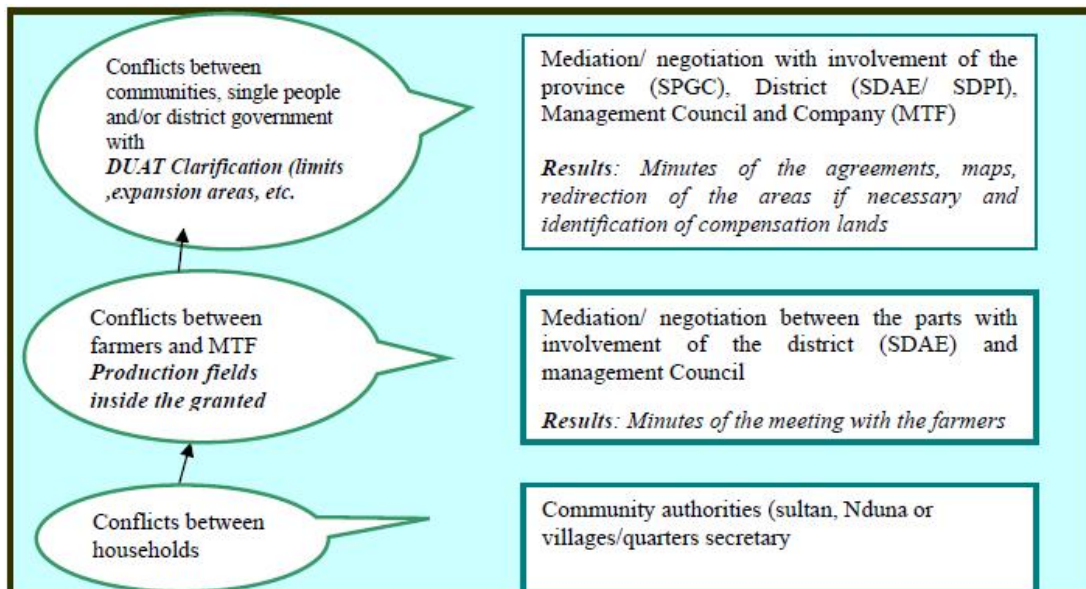 Conflicts between
communities, single people
and/or district government
with
DUAT Clarification (limits
,expansion areas, etc.
Mediation/ negotiation with involvement of the
province (SPGC), District (SDAE/ SDPI),
Management Council and Company (MTF)
Results: Minutes of the agreements, maps,
redirection of the areas if necessary and
identification of compensation lands
Conflicts between
farmers and MTF
Production fields
inside the granted
Mediation/ negotiation between the parts with
involvement of the district (SDAE) and
management Council
Results: Minutes of the meeting with the farmers
Conflicts between
households
Community authorities (sultan, Nduna or
villages/quarters secretary